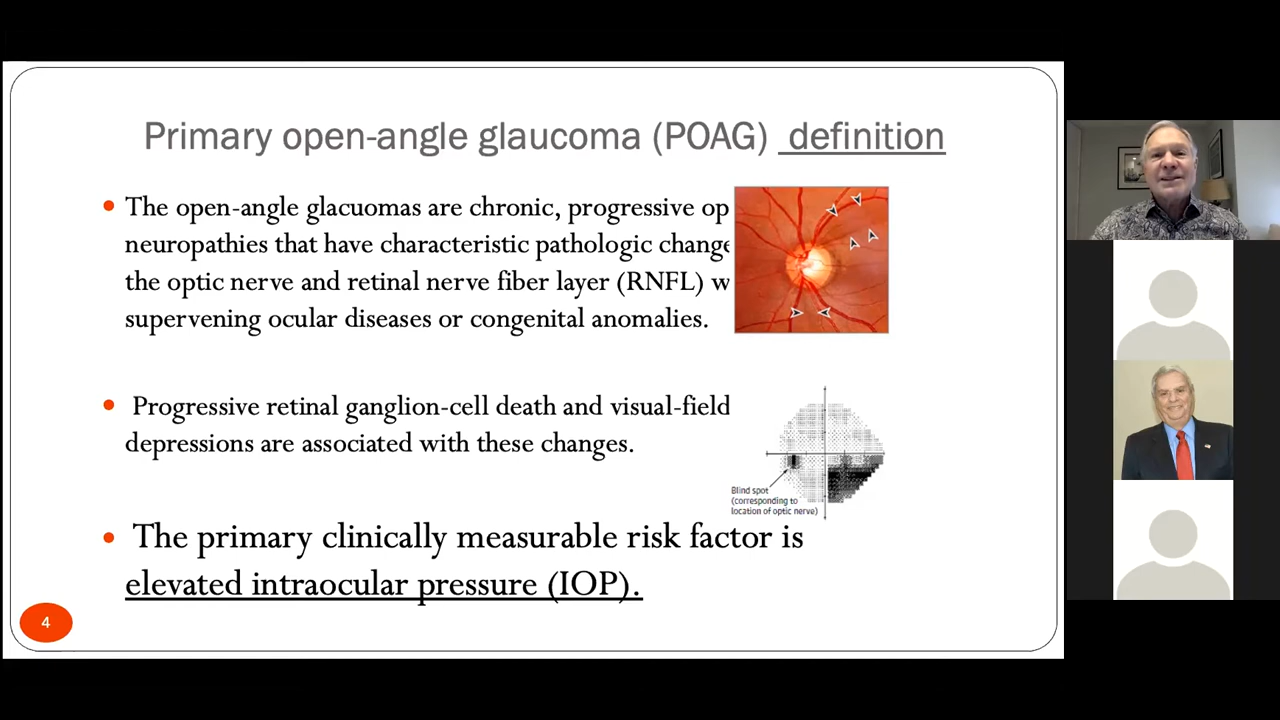 Primary open-angle glaucoma (POAG) definition
• The open-angle glacuomas are chronic, progressive op
neuropathies that have characteristic pathologic change
the optic nerve and retinal nerve fiber layer (RNFL) w
supervening ocular diseases or congenital anomalies.
• Progressive retinal ganglion-cell death and visual-field
depressions are associated with these changes.
Blind spot
(corresponding to
location of optic nerve)
• The primary clinically measurable risk factor is
elevated intraocular pressure (IOP).
4